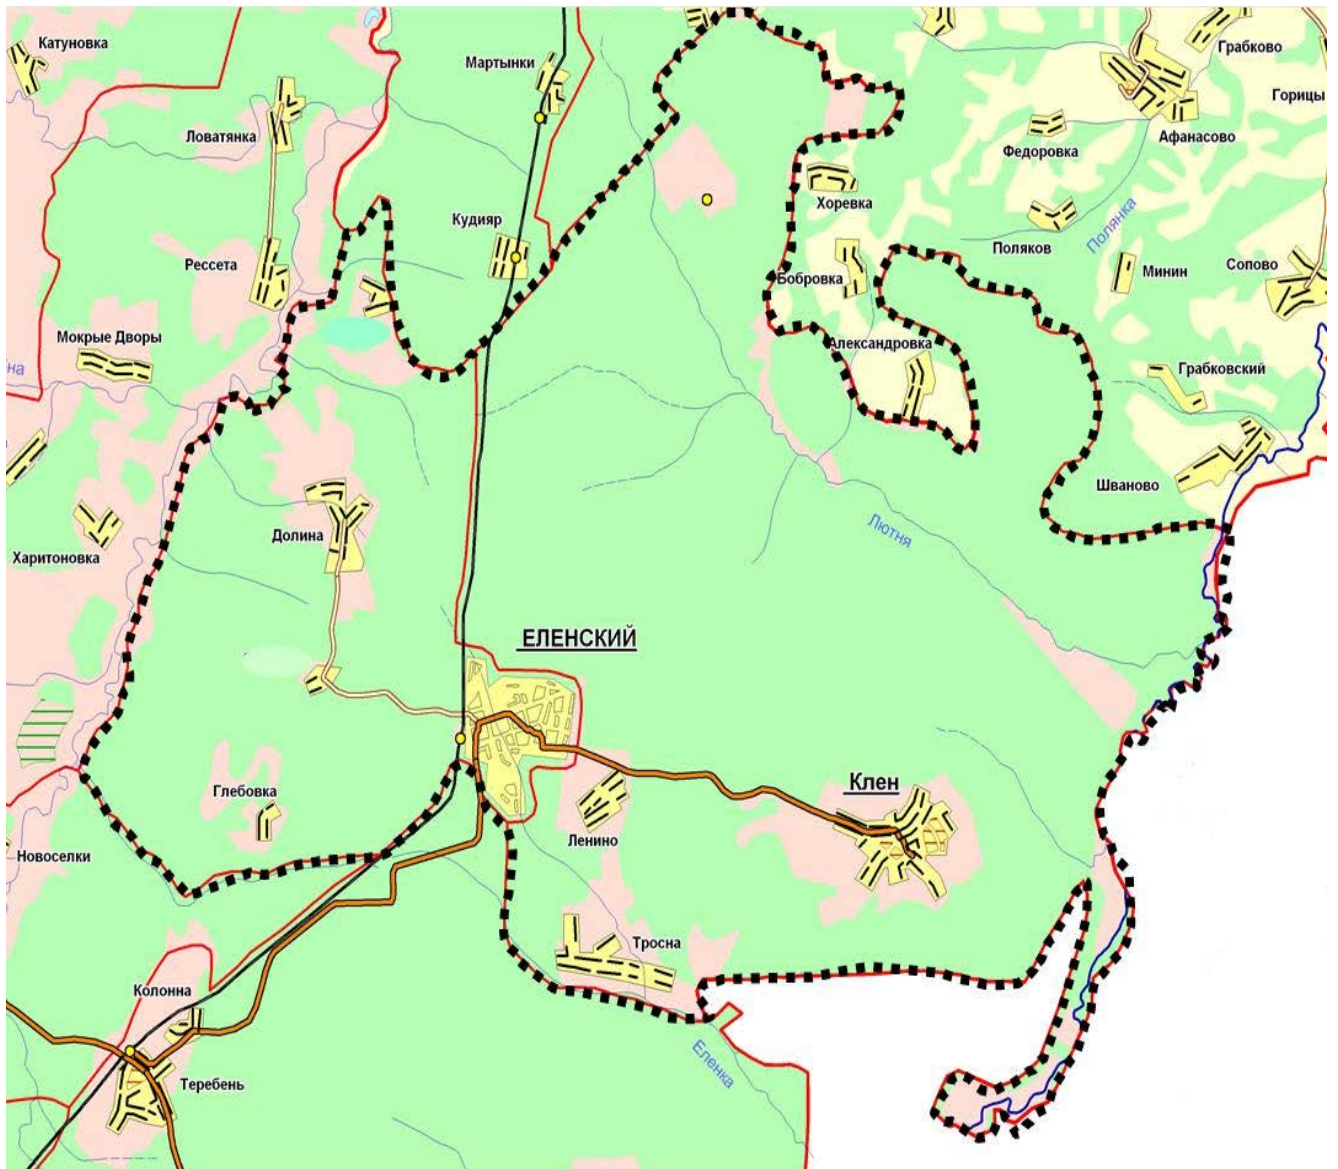 Катуновка
Мартынки
Грабково
Горицы
Ловатянка
Афанасово
Федоровка
Хоревка
Кудияр
Полянка
Поляков
Рессета
Бобровка
Минин
Сопово
Мокрые Дворы
Александровка
на
Грабковский
Шваново
Лютня
Долина
Харитоновка
ЕЛЕНСКИЙ
Клен
Глебовка
Ленино
Новоселки
Тросна
Колонна
Еленка
Теребень